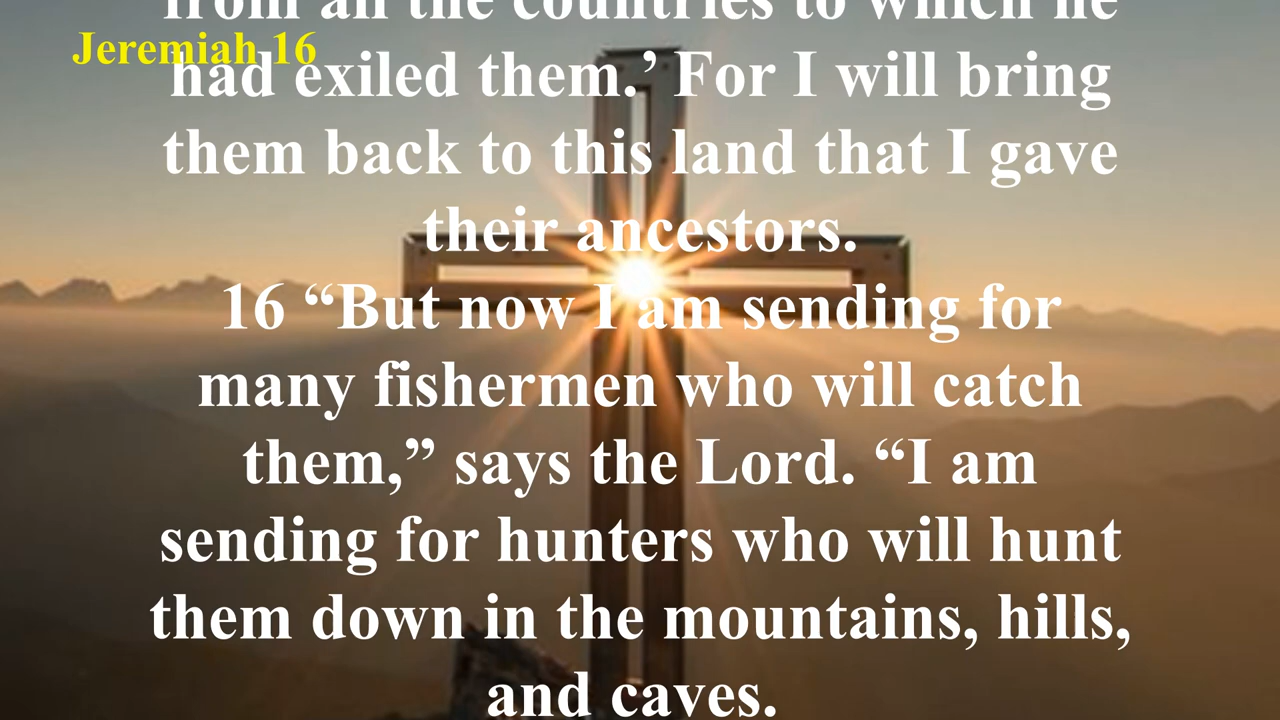 from all the countries to which he
Jeremiah 16
had exiled them.’ For I will bring
them back to this land that I gave
their ancestors.
16 “But now I am sending for
many fishermen who will catch
them,” says the Lord. “I am
sending for hunters who will hunt
them down in the mountains, hills,
and caves.